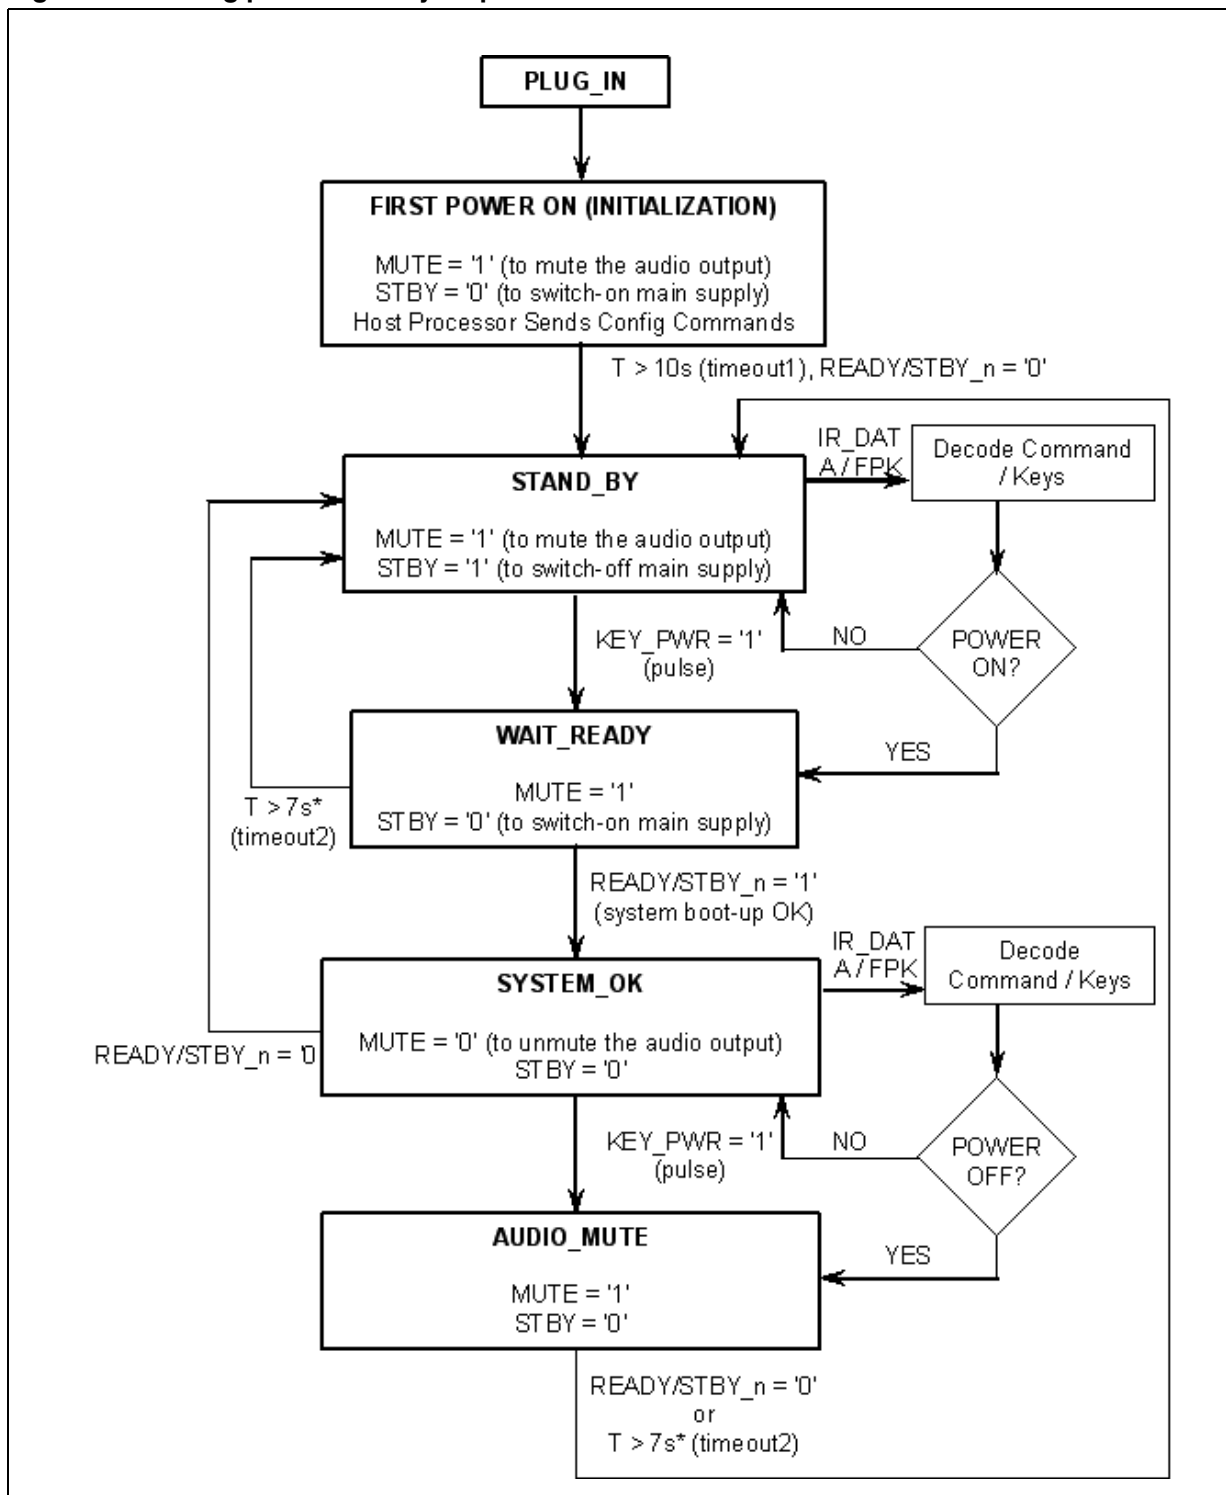 PLUG_IN
FIRST POWER ON (INITIALIZATION)
MUTE = '1' (to mute the audio output)
STBY = '0' (to switch-on main supply)
Host Processor Sends Config Commands
T > 10s (timeout1), READY/STBY_n = '0'
IR_DAT
A / FPK
Decode Command
/ Keys
STAND_BY
MUTE = '1' (to mute the audio output)
STBY = '1' (to switch-off main supply)
KEY_PWR = '1'
(pulse)
NO
POWER
ON?
YES
WAIT_READY
MUTE = '1'
STBY = '0' (to switch-on main supply)
T > 7s*
(timeout2)
READY/STBY_n = '1'
(system boot-up OK)
IR_DAT
A / FPK
Decode
Command / Keys
SYSTEM_OK
MUTE = '0' (to unmute the audio output)
STBY = '0'
READY/STBY_n = '0
KEY_PWR = '1'
(pulse)
NO
POWER
OFF?
YES
AUDIO_MUTE
MUTE = '1'
STBY = '0'
READY/STBY_n = '0'
or
T > 7s* (timeout2)